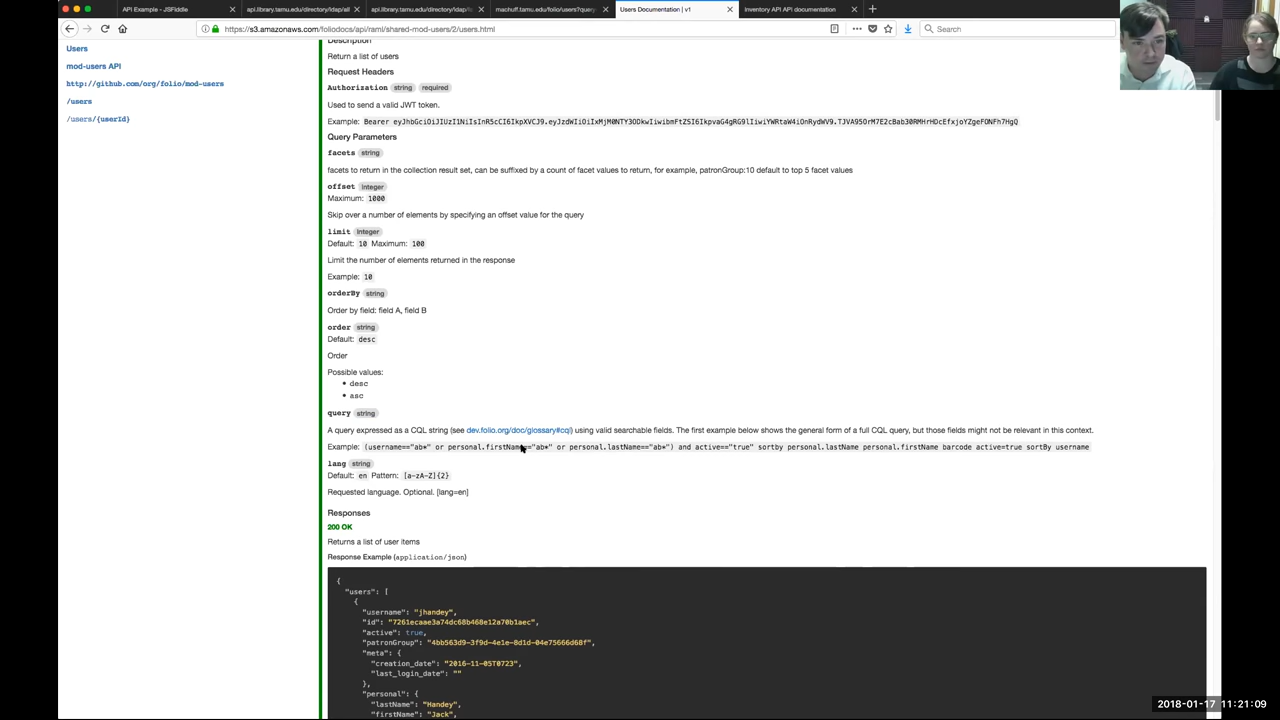 API Example - JSFiddle
api.library.tamu.edu/directory/ldap/all
api.library.tamu.edu/directory/ldap/
machuff.tamu.edu/folio/users?query
Users Documentation | v1
inventory API API documentation
https://s3.amazonaws.com/foliodocs/api/raml/shared-mod-users/2/users.html
Search
Users
mod-users API
http://github.com/org/folio/mod-users
/users
/users/{userId}
Description
Return a list of users
Request Headers
Authorization string required
Used to send a valid JWT token.
Example: Bearer
Query Parameters
facets string
facets to return in the collection result set, can be suffixed by a count of facet values to return, for example, patronGroup:10 default to top 5 facet values
offset integer
Maximum: 1000
Skip over a number of elements by specifying an offset value for the query
limit integer
Default: 10 Maximum: 100
Limit the number of elements returned in the response
Example: 10
orderBy string
Order by field: field A, field B
order string
Default: desc
Order
Possible values:
• desc
• asc
query string
A query expressed as a CQL string (see dev.folio.org/doc/glossary#cql) using valid searchable fields. The first example below shows the general form of a full CQL query, but those fields might not be relevant in this context.
Example: (username=="ab*" or personal.firstName=="ab*" or personal.lastName=="ab*") and active=="true" sortby personal.lastName personal.firstName barcode active=true sortBy username
lang string
Default: en Pattern: [a-zA-Z]{2}
Requested language. Optional. [lang=en]
Responses
200 OK
Returns a list of user items
Response Example (application/json)
{
"users": [
{
"username": "jhandey",
"id": "7261ecaae3a74dc68b468e12a70b1aec",
"active": true,
"patronGroup": "4bb563d9-3f9d-4e1e-8d1d-04e75666d68f",
"meta": {
"creation_date": "2016-11-05T0723",
"last_login_date": ""
},
"personal": {
"lastName": "Handey",
"firstName": "Jack",
2018-01-17 11:21:09